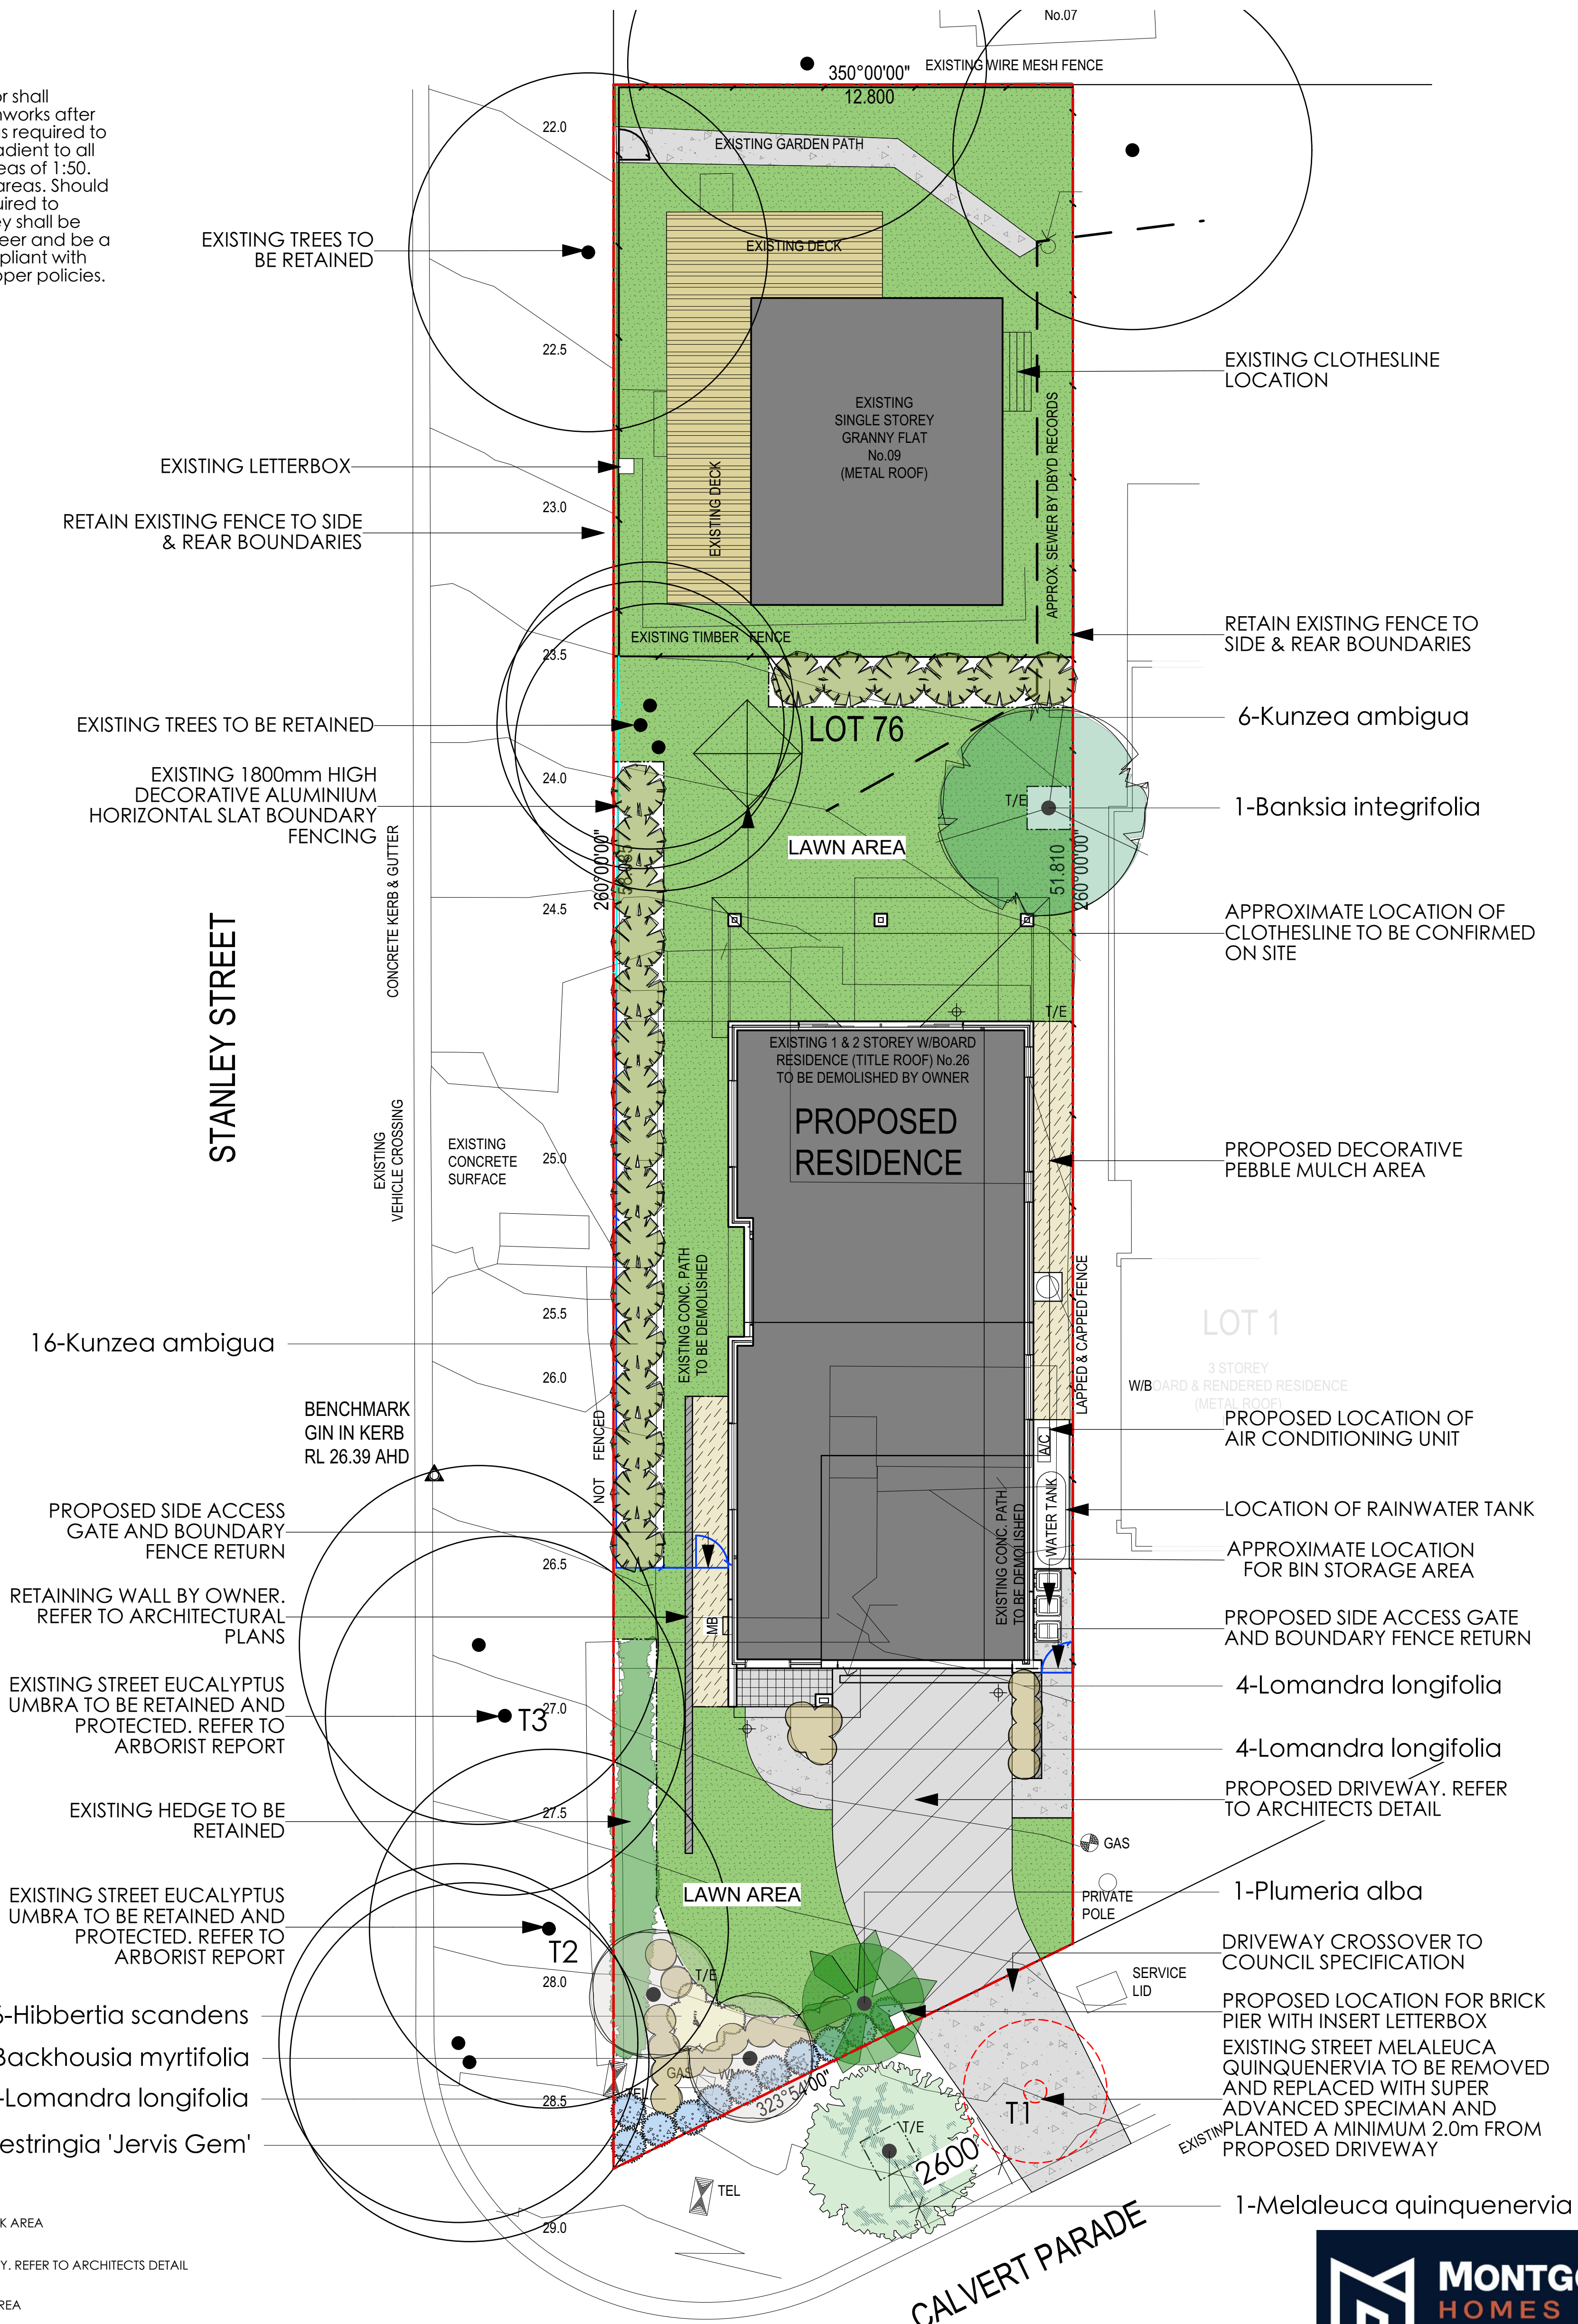 No.07
350°00'00"
EXISTING WIRE MESH FENCE
12.800
or shall
hworks after
is required to
adient to all
eas of 1:50.
areas. Should
uired to
ey shall be
eer and be a
pliant with
pper policies.
22.0
EXISTING GARDEN PATH
EXISTING TREES TO
BE RETAINED
EXISTING DECK
22.5
EXISTING CLOTHESLINE
LOCATION
EXISTING
SINGLE STOREY
GRANNY FLAT
No.09
(METAL ROOF)
EXISTING LETTERBOX
EXISTING DECK
APPROX. SEWER BY DBYD RECORDS
23.0
RETAIN EXISTING FENCE TO SIDE
& REAR BOUNDARIES
EXISTING TIMBER FENCE
RETAIN EXISTING FENCE TO
SIDE & REAR BOUNDARIES
23.5
EXISTING TREES TO BE RETAINED
LOT 76
6-Kunzea ambigua
24.0
EXISTING 1800mm HIGH
DECORATIVE ALUMINIUM
HORIZONTAL SLAT BOUNDARY
FENCING
T/E
1-Banksia integrifolia
LAWN AREA
260°00'00"
51.810
260°00'00"
CONCRETE KERB & GUTTER
24.5
STANLEY STREET
APPROXIMATE LOCATION OF
CLOTHESLINE TO BE CONFIRMED
ON SITE
T/E
EXISTING 1 & 2 STOREY W/BOARD
RESIDENCE (TITLE ROOF) No.26
TO BE DEMOLISHED BY OWNER
PROPOSED
RESIDENCE
EXISTING
VEHICLE CROSSING
EXISTING
CONCRETE
SURFACE
25.0
PROPOSED DECORATIVE
PEBBLE MULCH AREA
EXISTING CONC. PATH
TO BE DEMOLISHED
LAPPED & CAPPED FENCE
25.5
LOT 1
16-Kunzea ambigua
3 STOREY
W/BOARD & RENDERED RESIDENCE
(METAL ROOF)
26.0
BENCHMARK
GIN IN KERB
RL 26.39 AHD
NOT FENCED
A/C
PROPOSED LOCATION OF
AIR CONDITIONING UNIT
PROPOSED SIDE ACCESS
GATE AND BOUNDARY
FENCE RETURN
EXISTING CONC. PATH
TO BE DEMOLISHED
WATER TANK
LOCATION OF RAINWATER TANK
26.5
APPROXIMATE LOCATION
FOR BIN STORAGE AREA
RETAINING WALL BY OWNER.
REFER TO ARCHITECTURAL
PLANS
MB
PROPOSED SIDE ACCESS GATE
AND BOUNDARY FENCE RETURN
EXISTING STREET EUCALYPTUS
UMBRA TO BE RETAINED AND
PROTECTED. REFER TO
ARBORIST REPORT
T3
27.0
4-Lomandra longifolia
4-Lomandra longifolia
PROPOSED DRIVEWAY. REFER
TO ARCHITECTS DETAIL
EXISTING HEDGE TO BE
RETAINED
27.5
GAS
EXISTING STREET EUCALYPTUS
UMBRA TO BE RETAINED AND
PROTECTED. REFER TO
ARBORIST REPORT
T2
LAWN AREA
PRIVATE
POLE
1-Plumeria alba
DRIVEWAY CROSSOVER TO
COUNCIL SPECIFICATION
28.0
T/E
SERVICE
LID
6-Hibbertia scandens
PROPOSED LOCATION FOR BRICK
PIER WITH INSERT LETTERBOX
Backhousia myrtifolia
GAS
WM
EXISTING STREET MELALEUCA
QUINQUENERVIA TO BE REMOVED
AND REPLACED WITH SUPER
ADVANCED SPECIMAN AND
PLANTED A MINIMUM 2.0m FROM
PROPOSED DRIVEWAY
-Lomandra longifolia
TEL
28.5
323°54'00"
T1
T/E
EXISTIN
estringia 'Jervis Gem'
2600
TEL
1-Melaleuca quinquenervia
K AREA
29.0
Y. REFER TO ARCHITECTS DETAIL
CALVERT PARADE
REA
MONTGO
HOMES